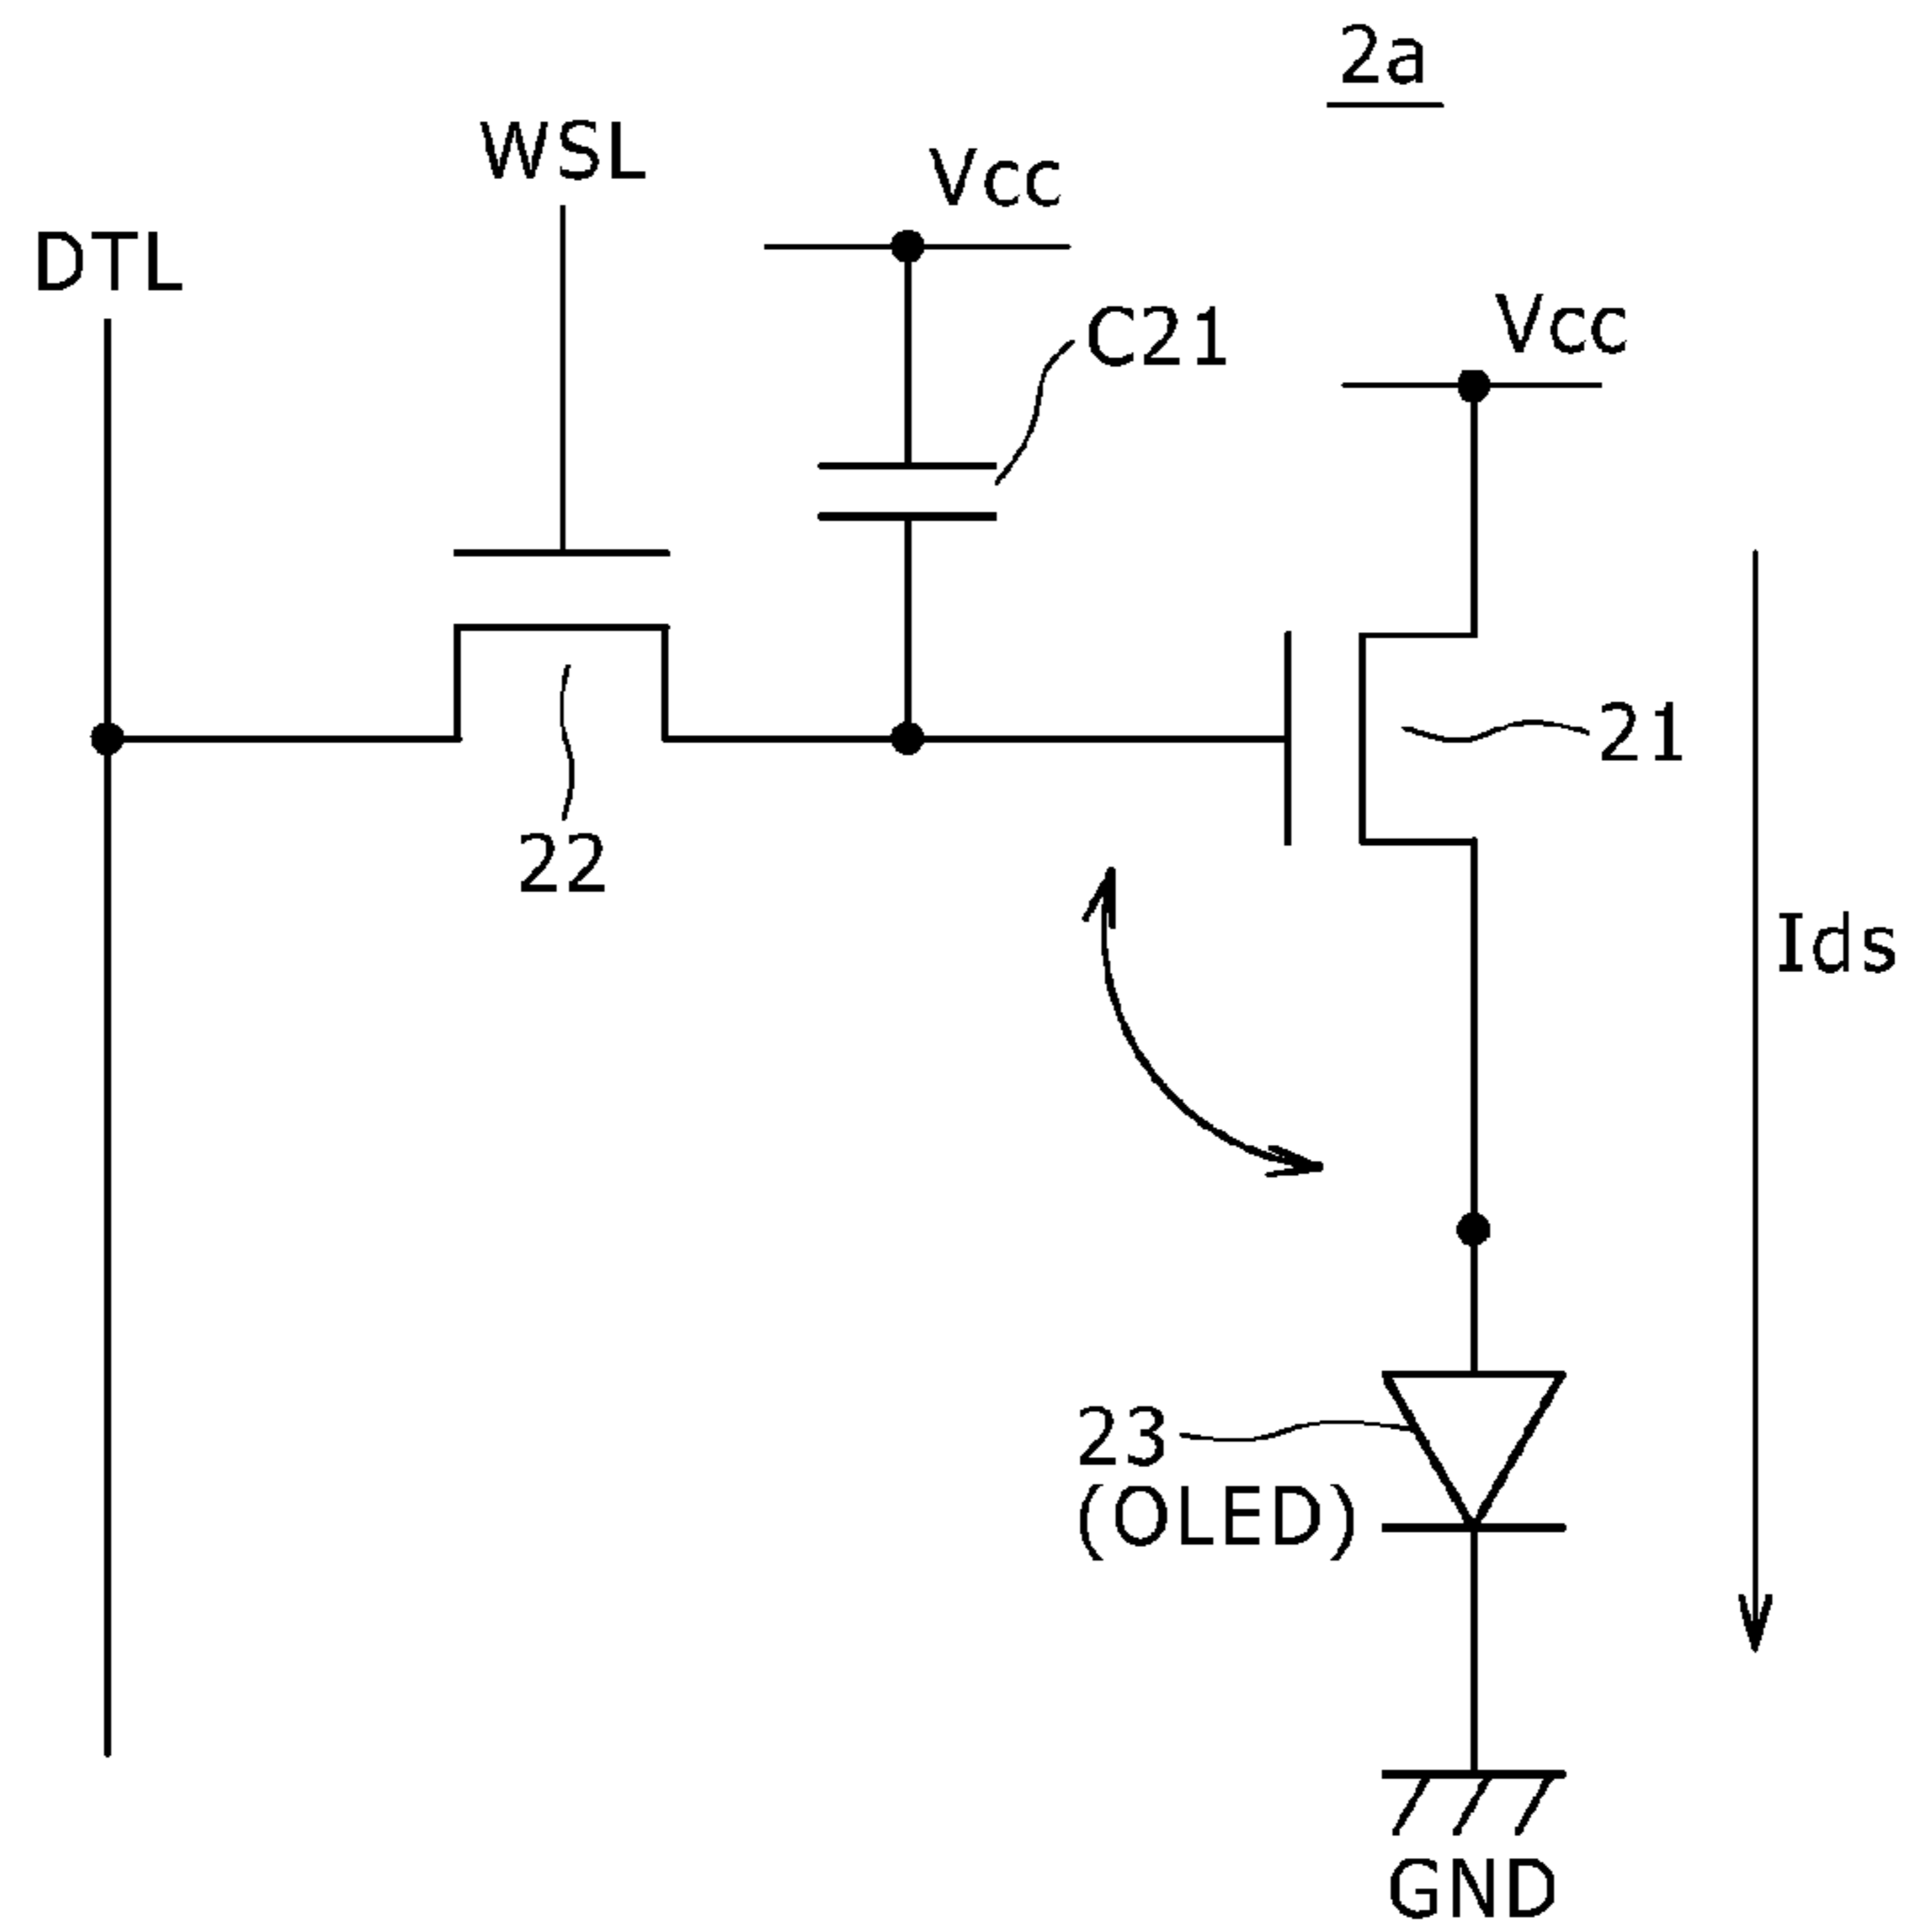 2a
WSL
Vcc
DTL
C21
Vcc
21
22
Ids
23
(OLED)
GND